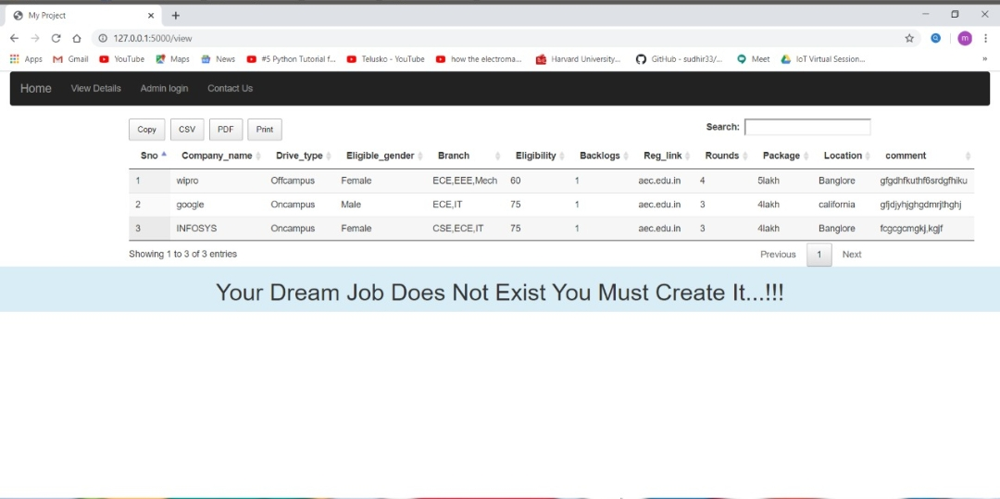 My Project
127.0.0.1:5000/view
Apps Gmail YouTube Maps News #5 Python Tutorial f... Telusko - YouTube how the electroma... Harvard University... GitHub - sudhir33/... Meet IoT Virtual Session... »
Home View Details Admin login Contact Us
Copy CSV PDF Print Search:
Sno Company_name Drive_type Eligible_gender Branch Eligibility Backlogs Reg_link Rounds Package Location comment
1 wipro Offcampus Female ECE,EEE,Mech 60 1 aec.edu.in 4 5lakh Banglore gfgdhfkuthf6srdgfhiku
2 google Oncampus Male ECE,IT 75 1 aec.edu.in 3 4lakh california gfjdjyhjghgdmrjthghj
3 INFOSYS Oncampus Female CSE,ECE,IT 75 1 aec.edu.in 3 4lakh Banglore fcgcgcmgkj,kgjf
Showing 1 to 3 of 3 entries Previous 1 Next
Your Dream Job Does Not Exist You Must Create It...!!!